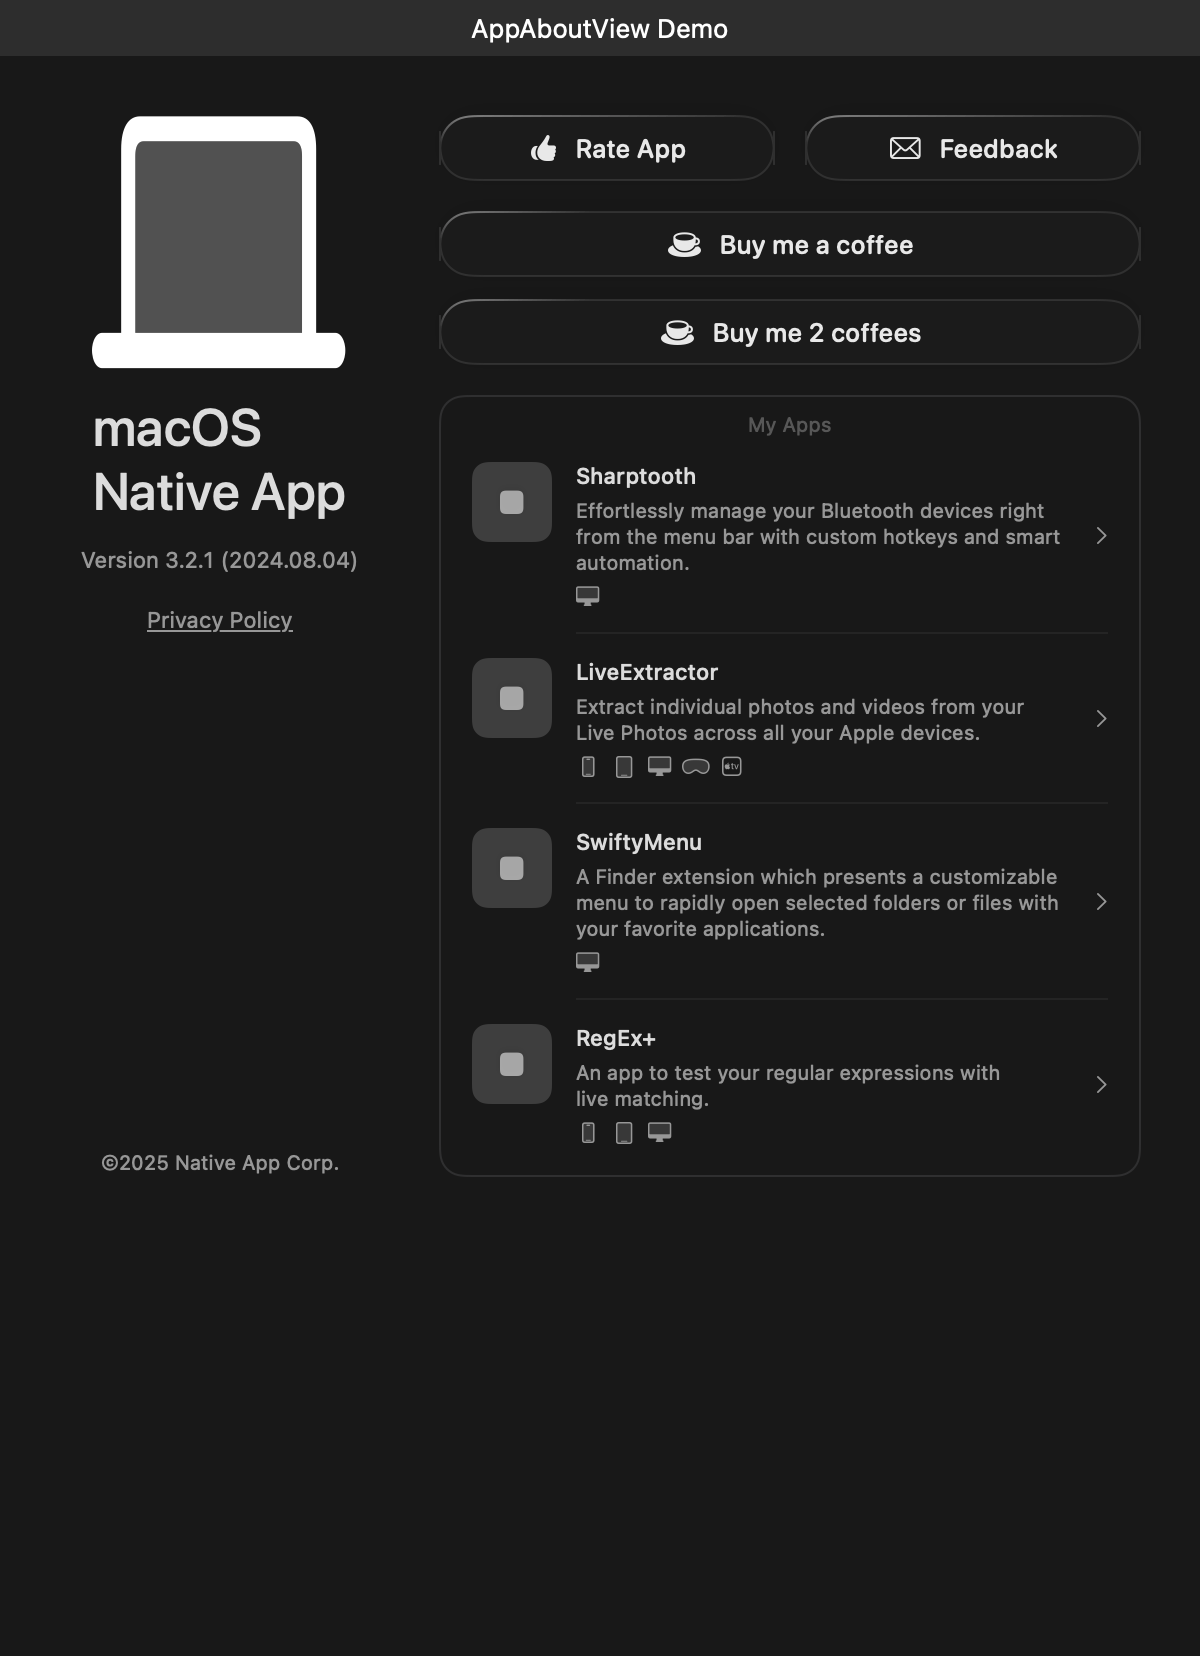 AppAboutView Demo
macOS
Native App
Version 3.2.1 (2024.08.04)
Privacy Policy
©2025 Native App Corp.
Rate App
Feedback
Buy me a coffee
Buy me 2 coffees
My Apps
Sharptooth
Effortlessly manage your Bluetooth devices right
from the menu bar with custom hotkeys and smart
automation.
LiveExtractor
Extract individual photos and videos from your
Live Photos across all your Apple devices.
tv
SwiftyMenu
A Finder extension which presents a customizable
menu to rapidly open selected folders or files with
your favorite applications.
RegEx+
An app to test your regular expressions with
live matching.